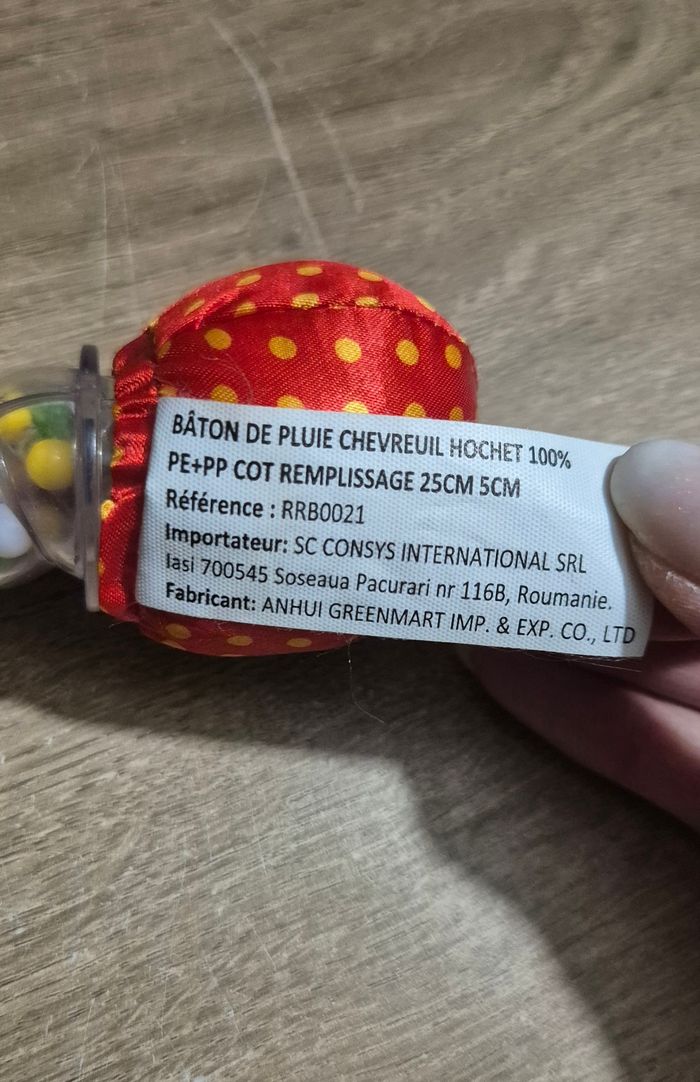 BÂTON DE PLUIE CHEVREUIL HOCHET 100%
PE+PP COT REMPLISSAGE 25CM 5CM
Référence : RRB0021
Importateur: SC CONSYS INTERNATIONAL SRL
Iasi 700545 Soseaua Pacurari nr 116B, Roumanie.
Fabricant: ANHUI GREENMART IMP. & EXP. CO., LTD